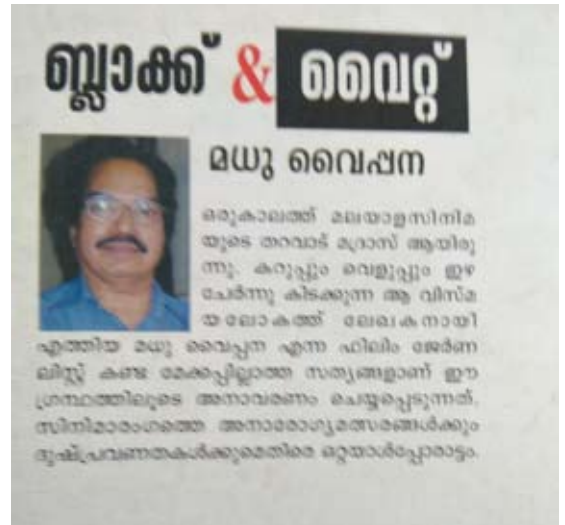 ബ്ലാക്ക് & വൈറ്റ്
മധു വൈപ്പന
ഒരുകാലത്ത് മലയാളസിനിമ
യുടെ തറവാട് മദ്രാസ് ആയിരു
ന്നു. കറുപ്പും വെളുപ്പും ഇഴ
ചേർന്നു കിടക്കുന്ന ആ വിസ്മ
യലോകത്ത് ലേഖകനായി
എത്തിയ മധു വൈപ്പന എന്ന ഫിലിം ജേർണ
ലിസ്റ്റ് കണ്ട മേക്കപ്പില്ലാത്ത സത്യങ്ങളാണ് ഈ
ഗ്രന്ഥത്തിലൂടെ അനാവരണം ചെയ്യപ്പെടുന്നത്.
സിനിമാരംഗത്തെ അനാരോഗ്യമത്സരങ്ങൾക്കും
ദുഷ്പ്രവണതകൾക്കുമെതിരെ ഒറ്റയാൾപ്പോരാട്ടം.